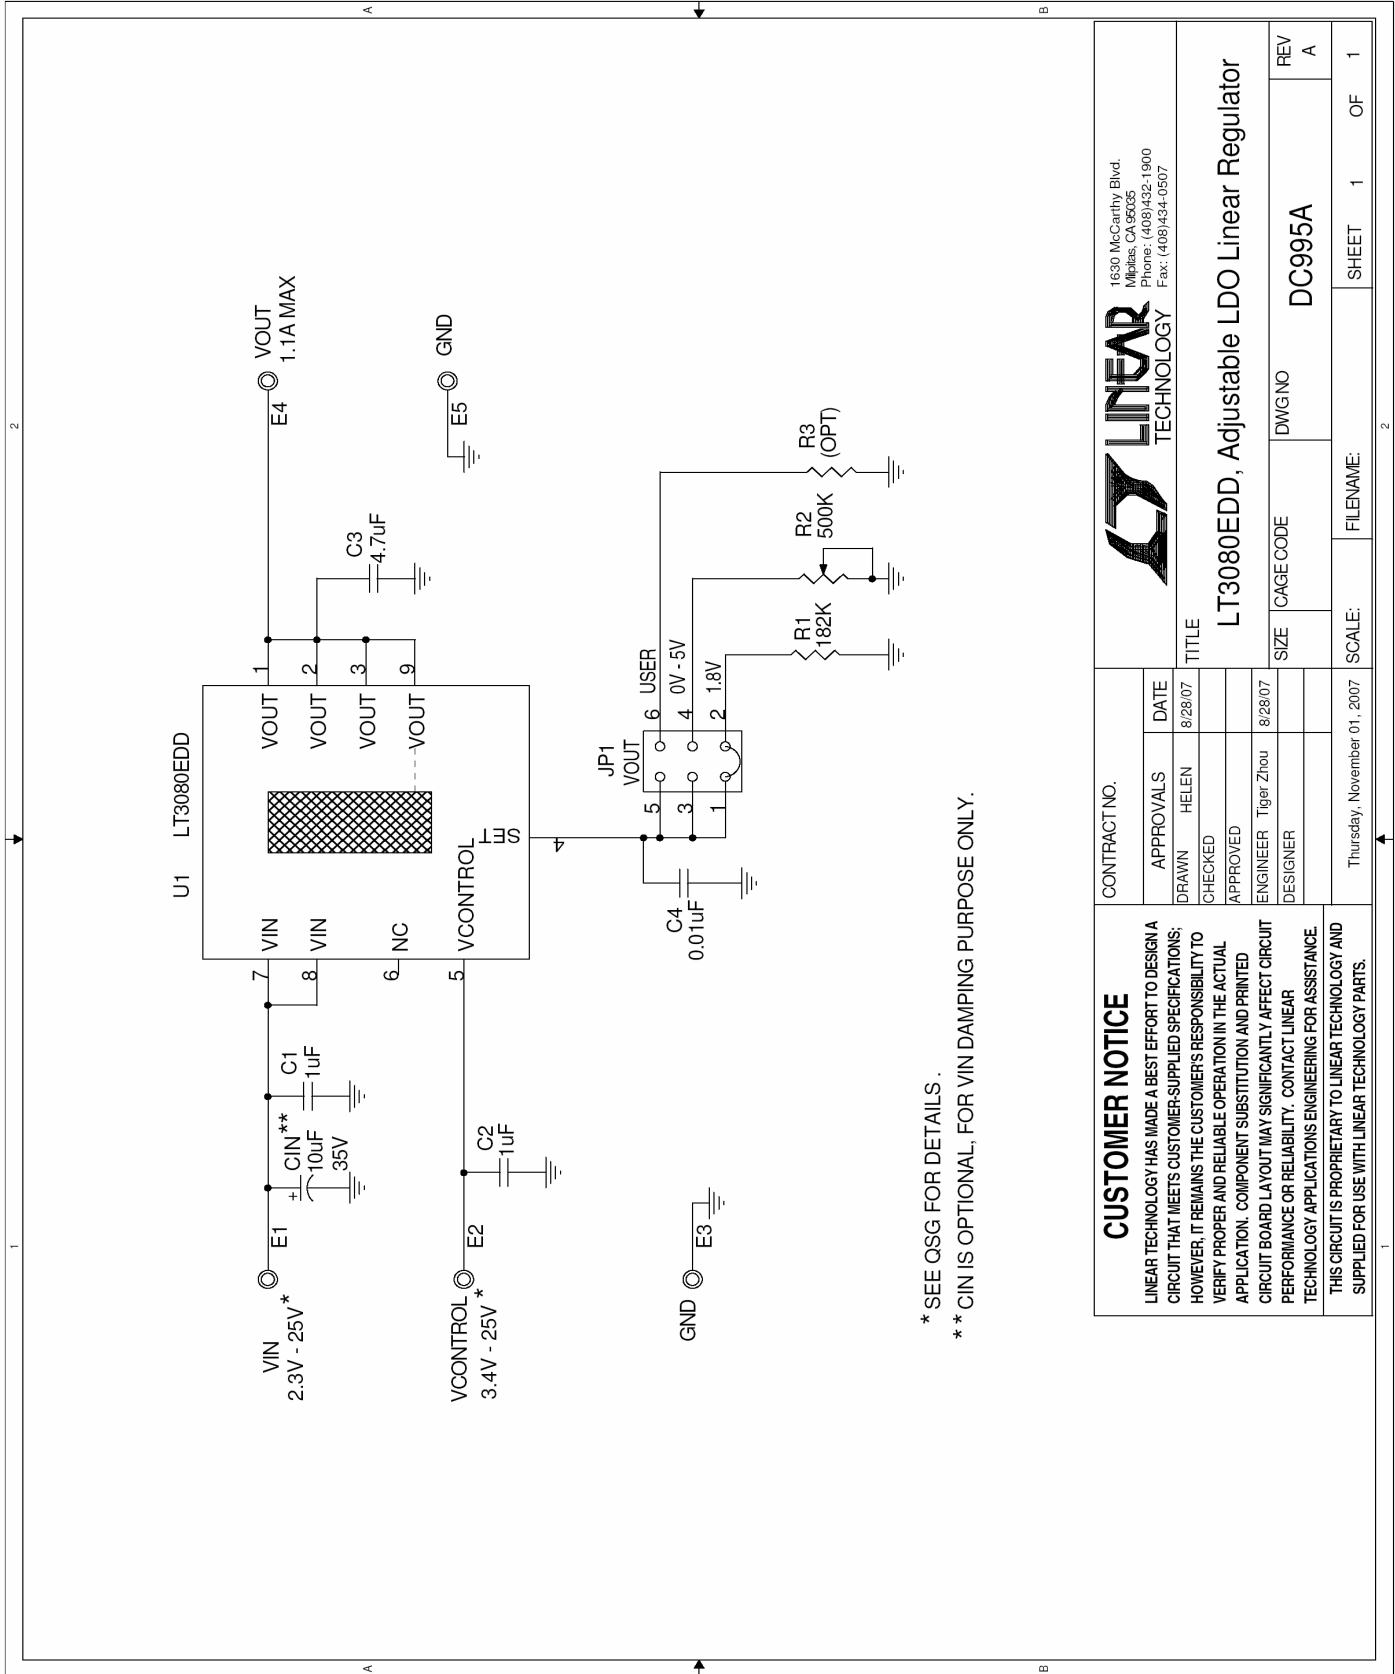 2
1
A
B
U1 LT3080EDD
VIN
2.3V - 25V *
E1
CIN **
10uF
35V
+
C1
1uF
7
8
6
5
VIN
VIN
NC
VCONTROL
SET
4
VOUT
VOUT
VOUT
VOUT
1
2
3
9
E4
VOUT
1.1A MAX
C3
4.7uF
E5
GND
VCONTROL
3.4V - 25V *
E2
C2
1uF
GND
E3
C4
0.01uF
JP1
VOUT
5
3
1
6
4
2
USER
0V - 5V
1.8V
R1
182K
R2
500K
R3
(OPT)
* SEE QSG FOR DETAILS .
** CIN IS OPTIONAL, FOR VIN DAMPING PURPOSE ONLY.
CUSTOMER NOTICE
LINEAR TECHNOLOGY HAS MADE A BEST EFFORT TO DESIGN A
CIRCUIT THAT MEETS CUSTOMER-SUPPLIED SPECIFICATIONS;
HOWEVER, IT REMAINS THE CUSTOMER'S RESPONSIBILITY TO
VERIFY PROPER AND RELIABLE OPERATION IN THE ACTUAL
APPLICATION. COMPONENT SUBSTITUTION AND PRINTED
CIRCUIT BOARD LAYOUT MAY SIGNIFICANTLY AFFECT CIRCUIT
PERFORMANCE OR RELIABILITY. CONTACT LINEAR
TECHNOLOGY APPLICATIONS ENGINEERING FOR ASSISTANCE.
THIS CIRCUIT IS PROPRIETARY TO LINEAR TECHNOLOGY AND
SUPPLIED FOR USE WITH LINEAR TECHNOLOGY PARTS.
CONTRACT NO.
APPROVALS DATE
DRAWN HELEN 8/28/07
CHECKED
APPROVED
ENGINEER Tiger Zhou 8/28/07
DESIGNER
Thursday, November 01, 2007
LT LINEAR
TECHNOLOGY
1630 McCarthy Blvd.
Milpitas, CA 95035
Phone: (408)432-1900
Fax: (408)434-0507
TITLE
LT3080EDD, Adjustable LDO Linear Regulator
SIZE CAGE CODE DWG NO REV
DC995A A
SCALE: FILENAME: SHEET 1 OF 1
1
2
A
B